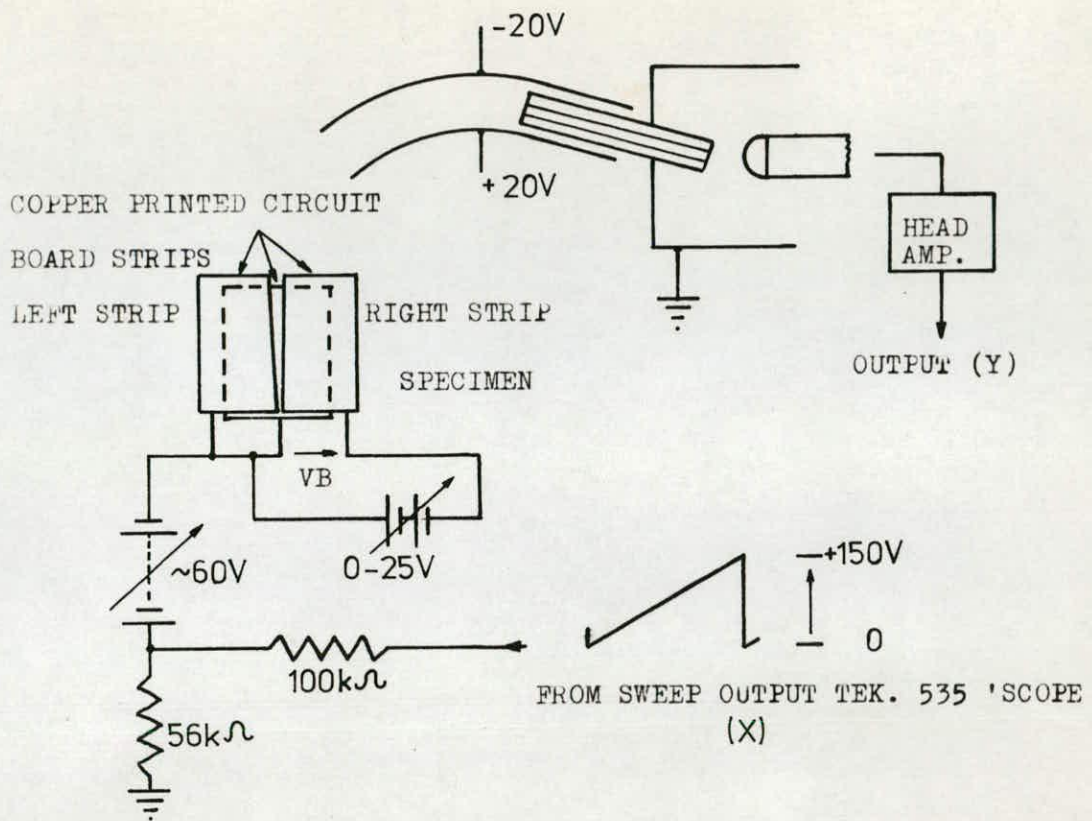 -20V
+20V
COPPER PRINTED CIRCUIT
BOARD STRIPS
LEFT STRIP
RIGHT STRIP
SPECIMEN
HEAD
AMP.
OUTPUT (Y)
VB
~60V
0-25V
+150V
0
100kΩ
56kΩ
FROM SWEEP OUTPUT TEK. 535 'SCOPE
(X)